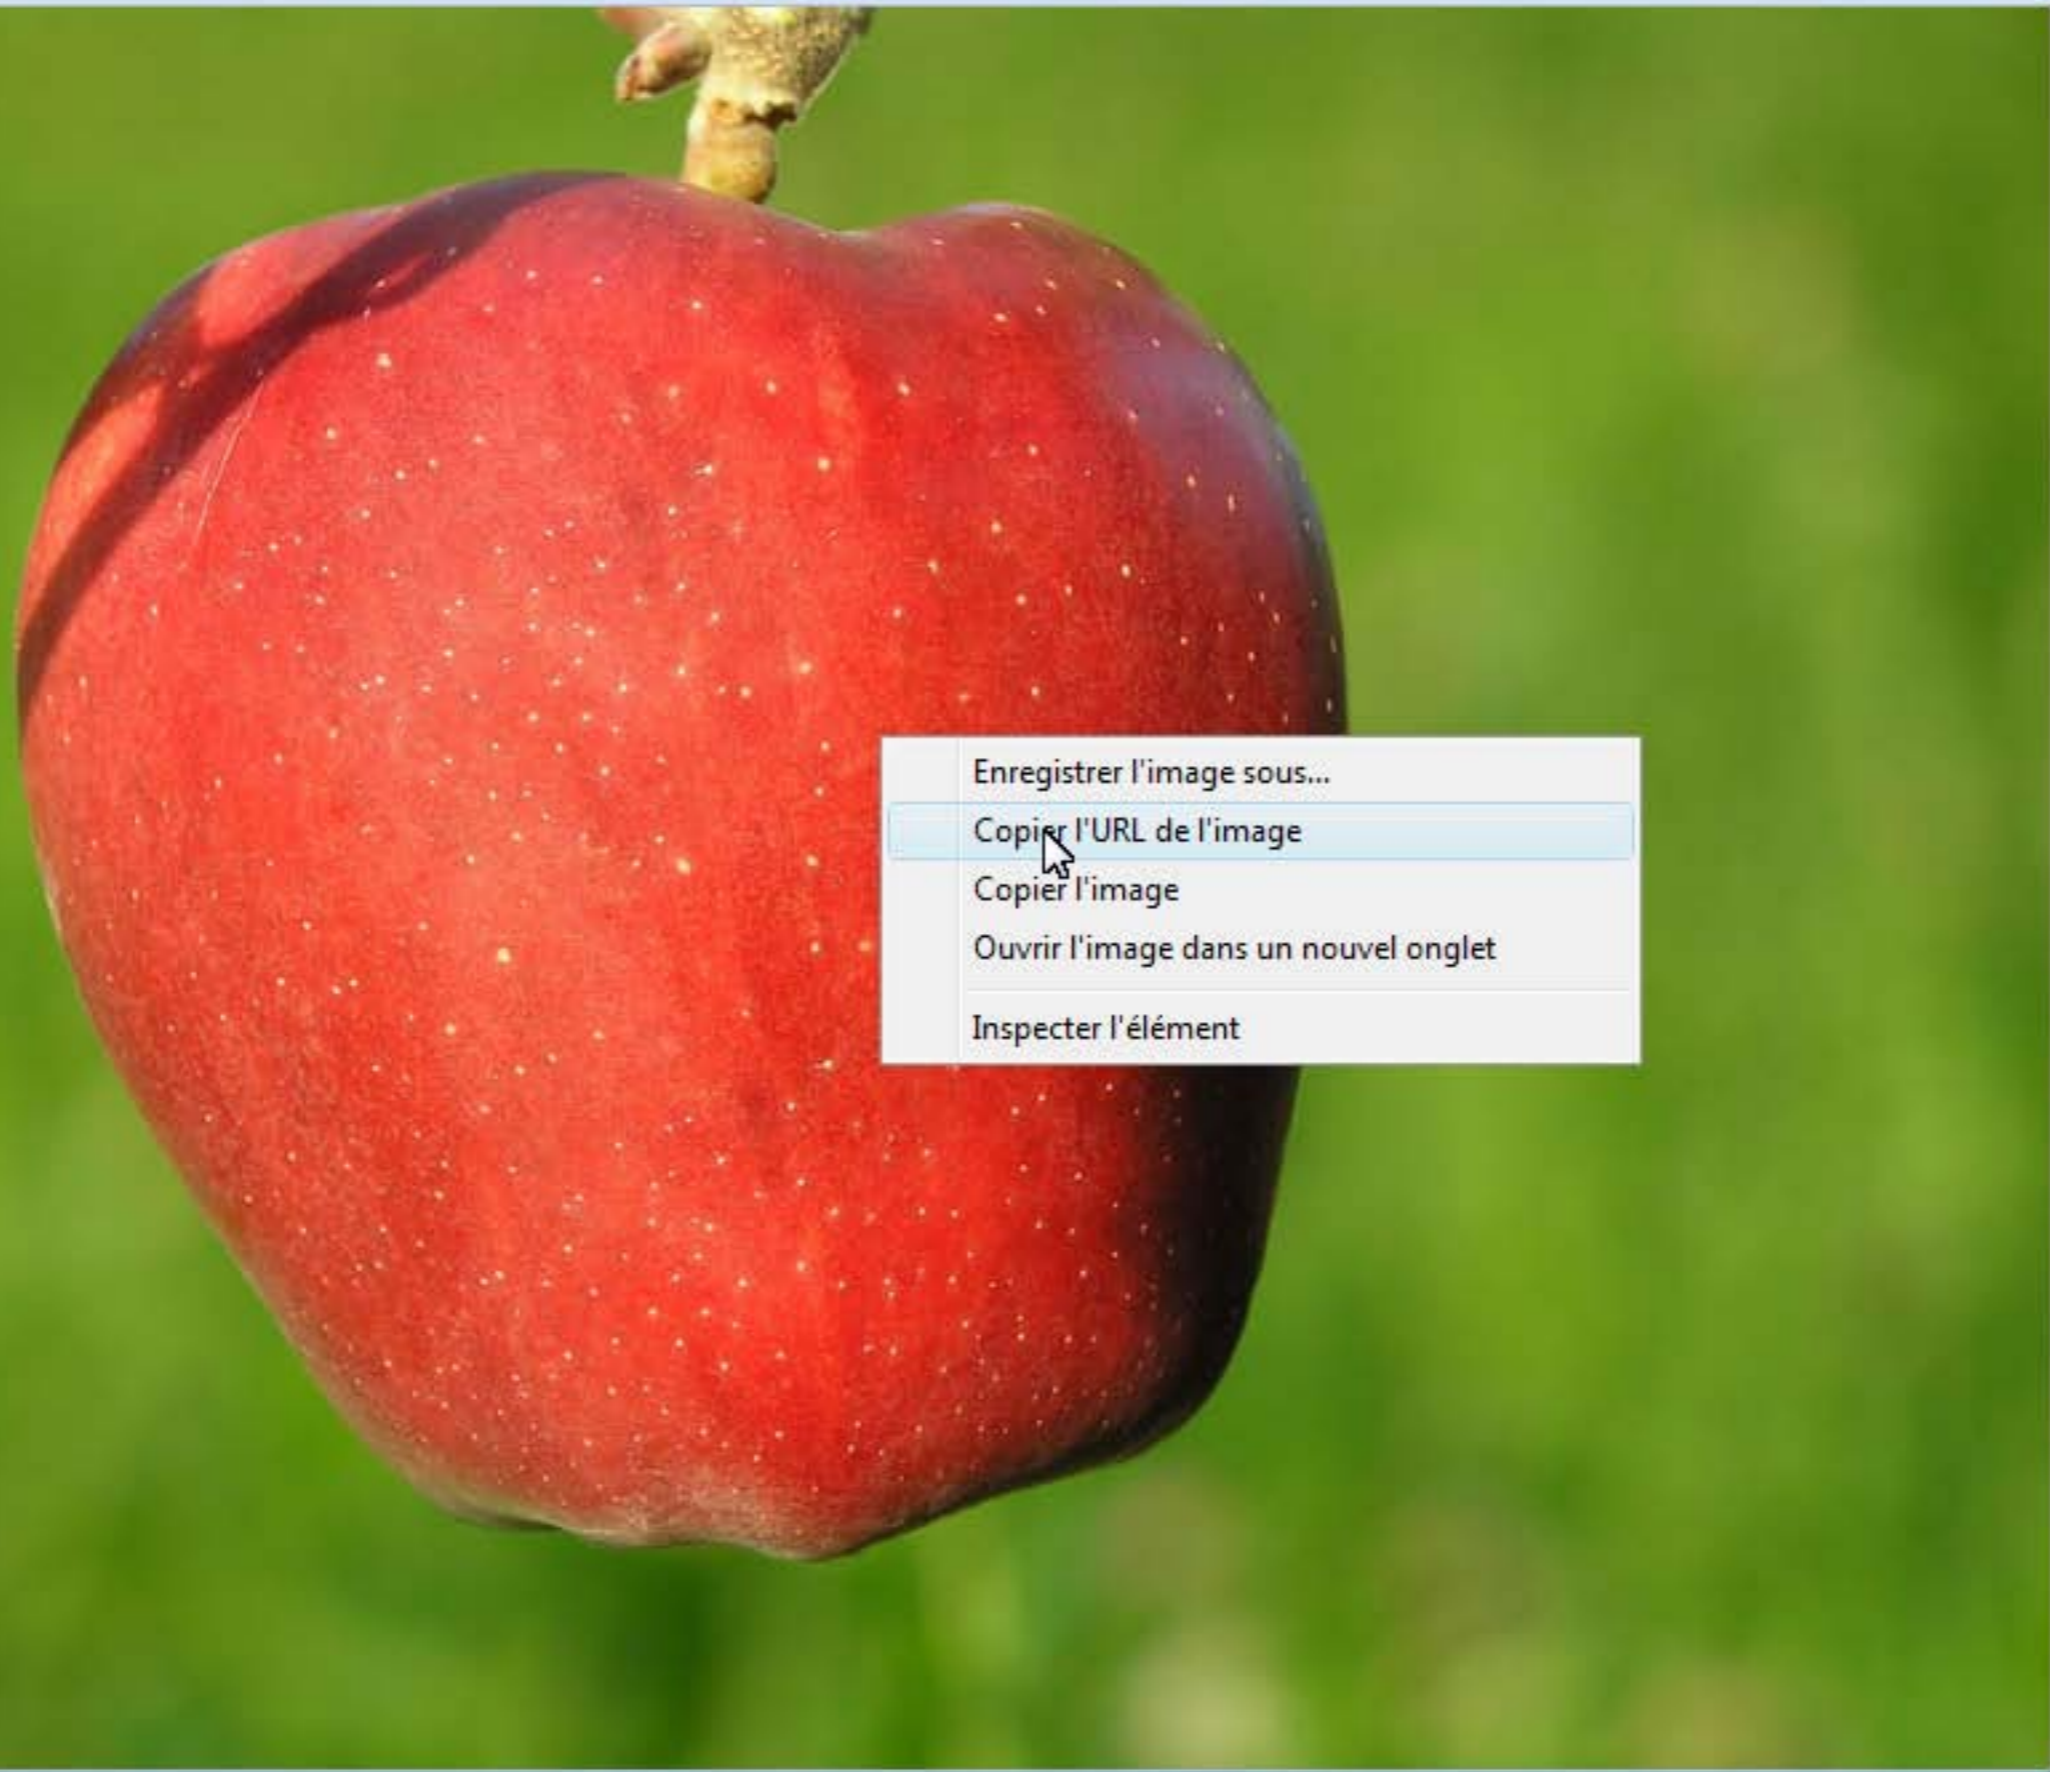 Enregistrer l'image sous...
Copier l'URL de l'image
Copier l'image
Ouvrir l'image dans un nouvel onglet
Inspecter l'élément